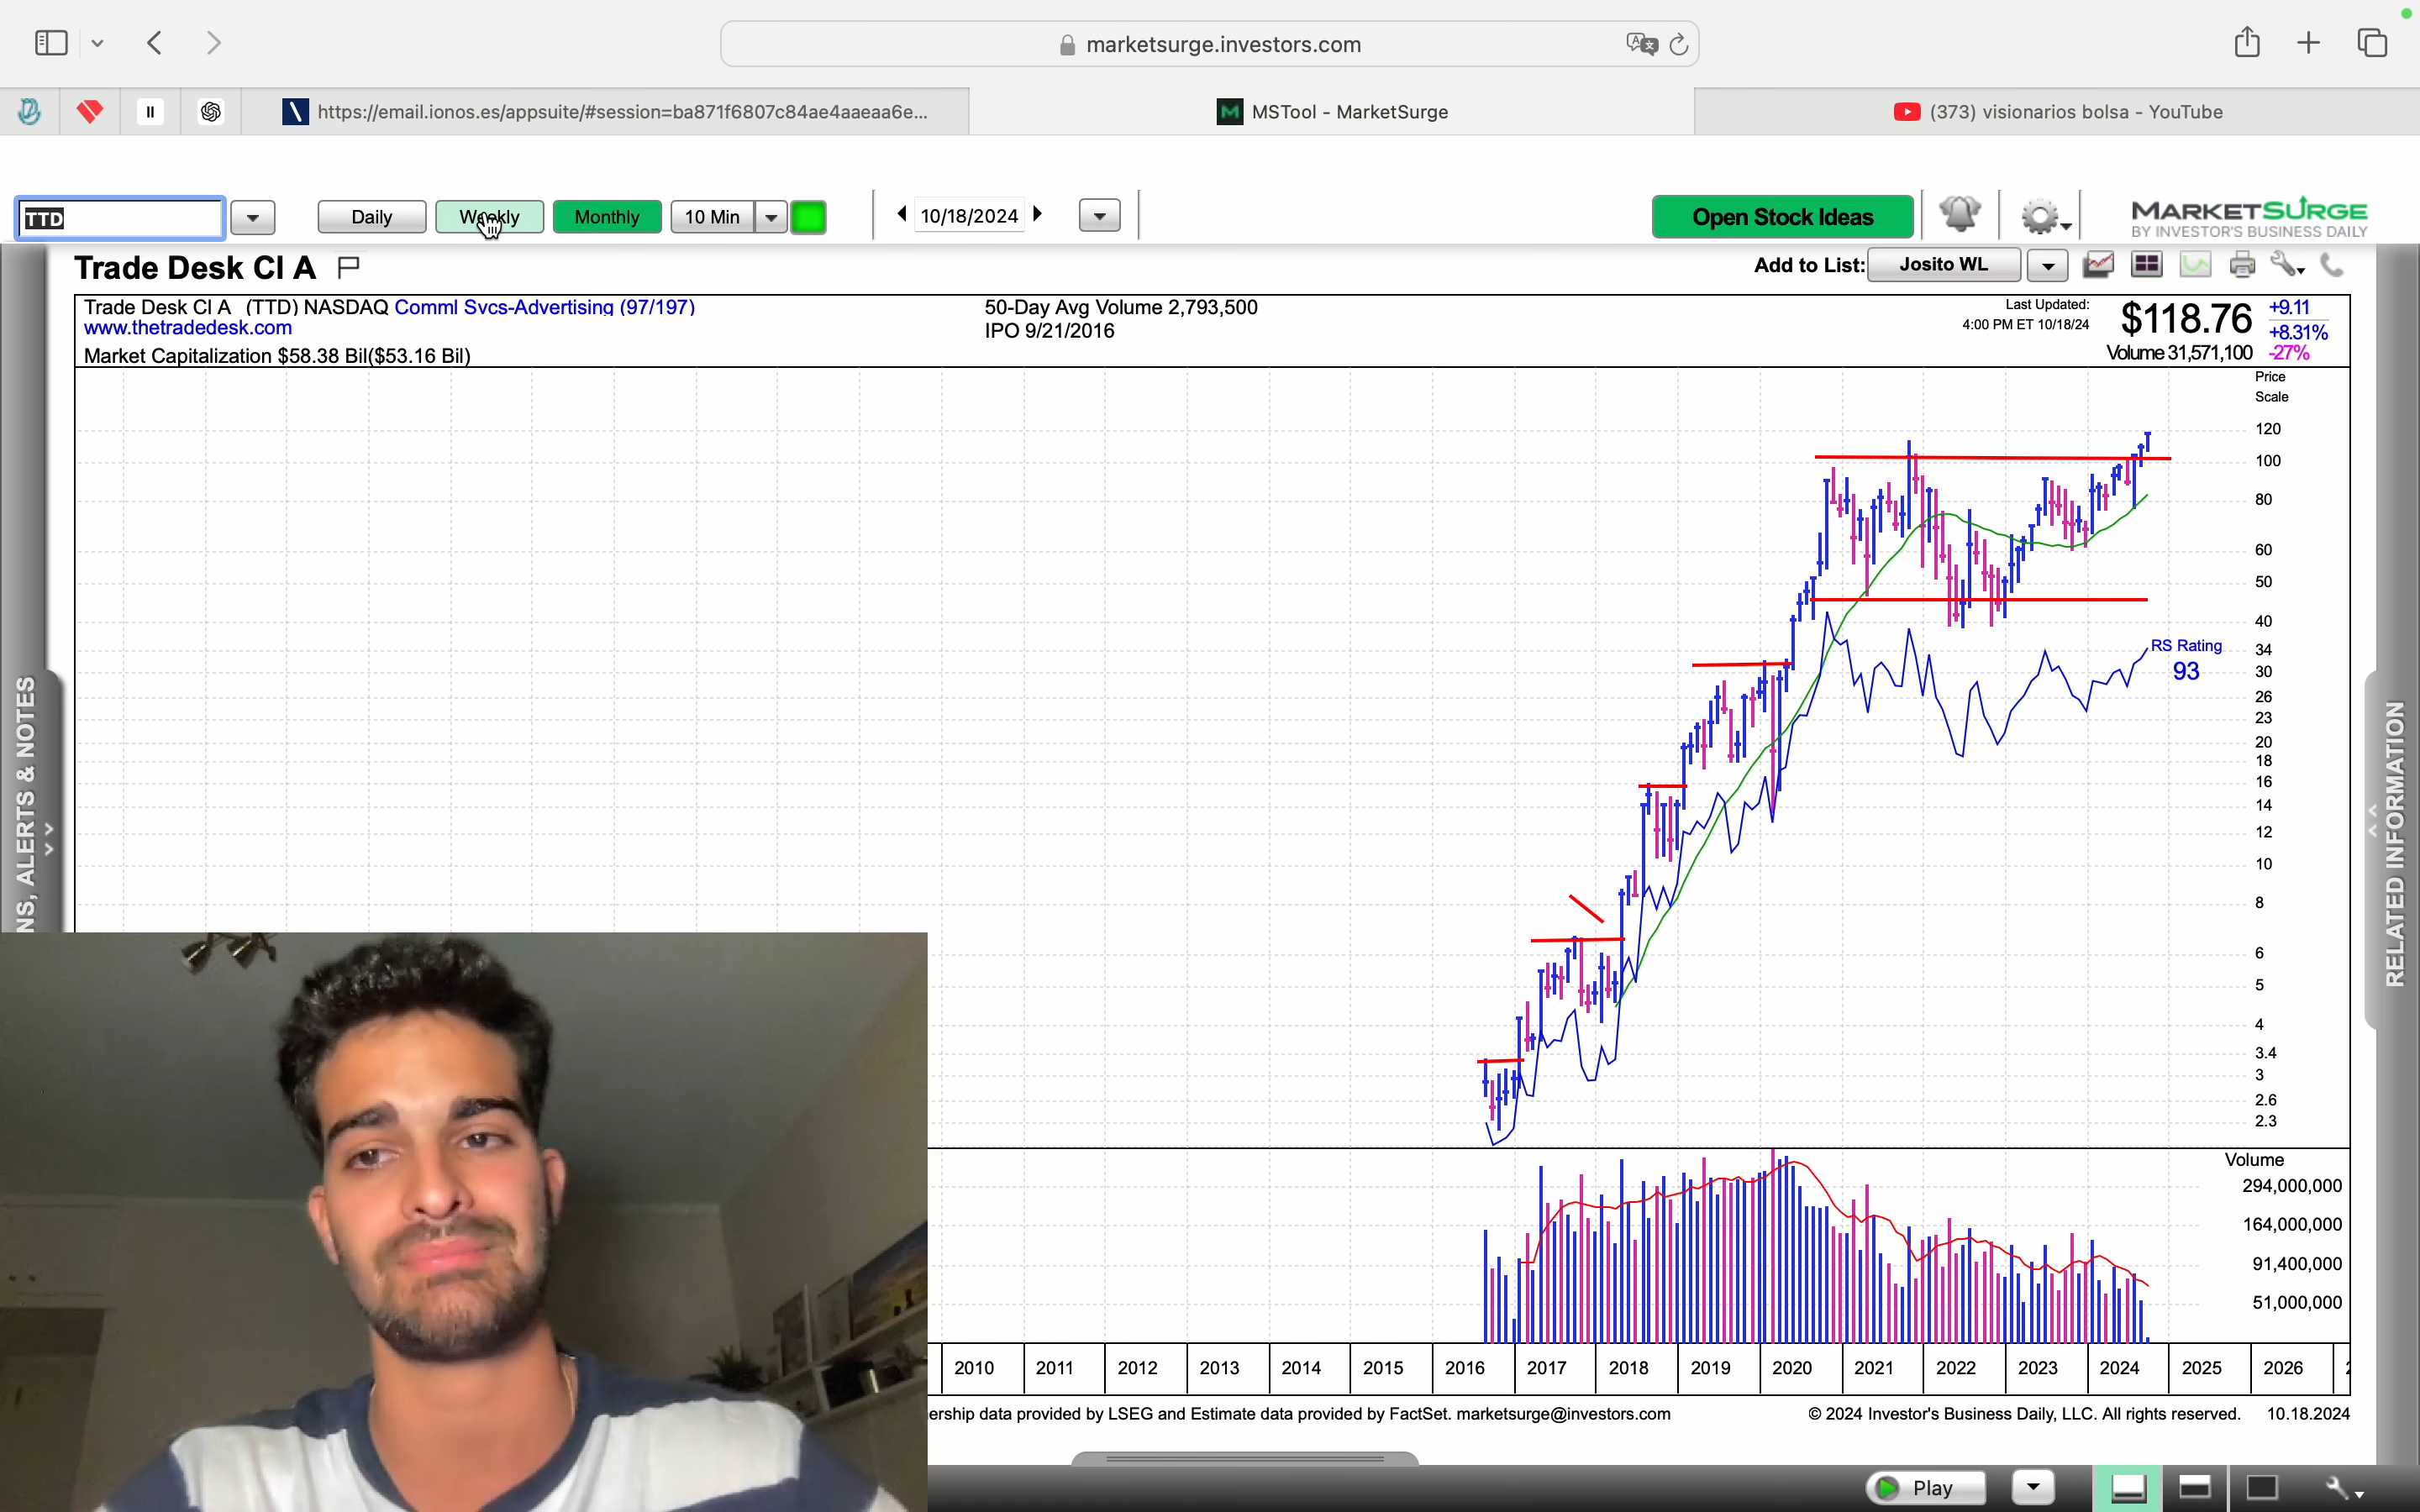 marketsurge.investors.com
https://email.ionos.es/appsuite/#session=ba871f6807c84ae4aaeaa6e...
MSTool - MarketSurge
(373) visionarios bolsa - YouTube
TTD
Daily
Weekly
Monthly
10 Min
10/18/2024
Open Stock Ideas
MARKETSURGE
BY INVESTOR'S BUSINESS DAILY
Trade Desk Cl A
Add to List:
Josito WL
Trade Desk Cl A (TTD) NASDAQ Comml Svcs-Advertising (97/197)
www.thetradedesk.com
Market Capitalization $58.38 Bil($53.16 Bil)
50-Day Avg Volume 2,793,500
IPO 9/21/2016
Last Updated:
4:00 PM ET 10/18/24
$118.76
+9.11
+8.31%
Volume 31,571,100
-27%
Price
Scale
120
100
80
60
50
40
34
30
26
23
20
18
16
14
12
10
8
6
5
4
3.4
3
2.6
2.3
RS Rating
93
NS, ALERTS & NOTES
RELATED INFORMATION
Volume
294,000,000
164,000,000
91,400,000
51,000,000
2010
2011
2012
2013
2014
2015
2016
2017
2018
2019
2020
2021
2022
2023
2024
2025
2026
ership data provided by LSEG and Estimate data provided by FactSet. marketsurge@investors.com
© 2024 Investor's Business Daily, LLC. All rights reserved.
10.18.2024
Play